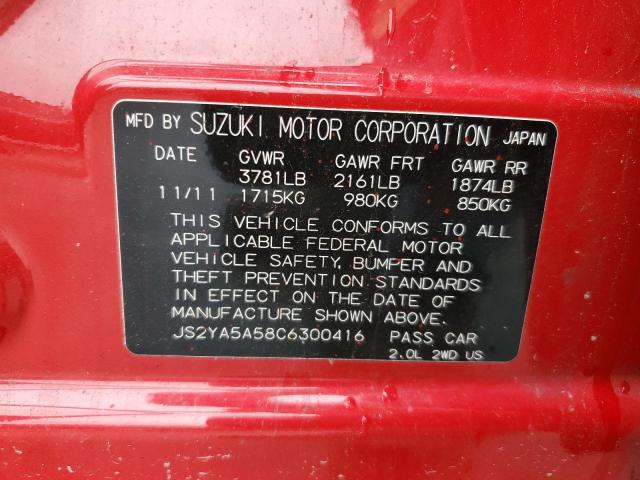 MFD BY SUZUKI MOTOR CORPORATION JAPAN
DATE GVWR GAWR FRT GAWR RR
3781LB 2161LB 1874LB
11/11 1715KG 980KG 850KG
THIS VEHICLE CONFORMS TO ALL
APPLICABLE FEDERAL MOTOR
VEHICLE SAFETY, BUMPER AND
THEFT PREVENTION STANDARDS
IN EFFECT ON THE DATE OF
MANUFACTURE SHOWN ABOVE.
JS2YA5A58C6300416 PASS CAR
2.0L 2WD US